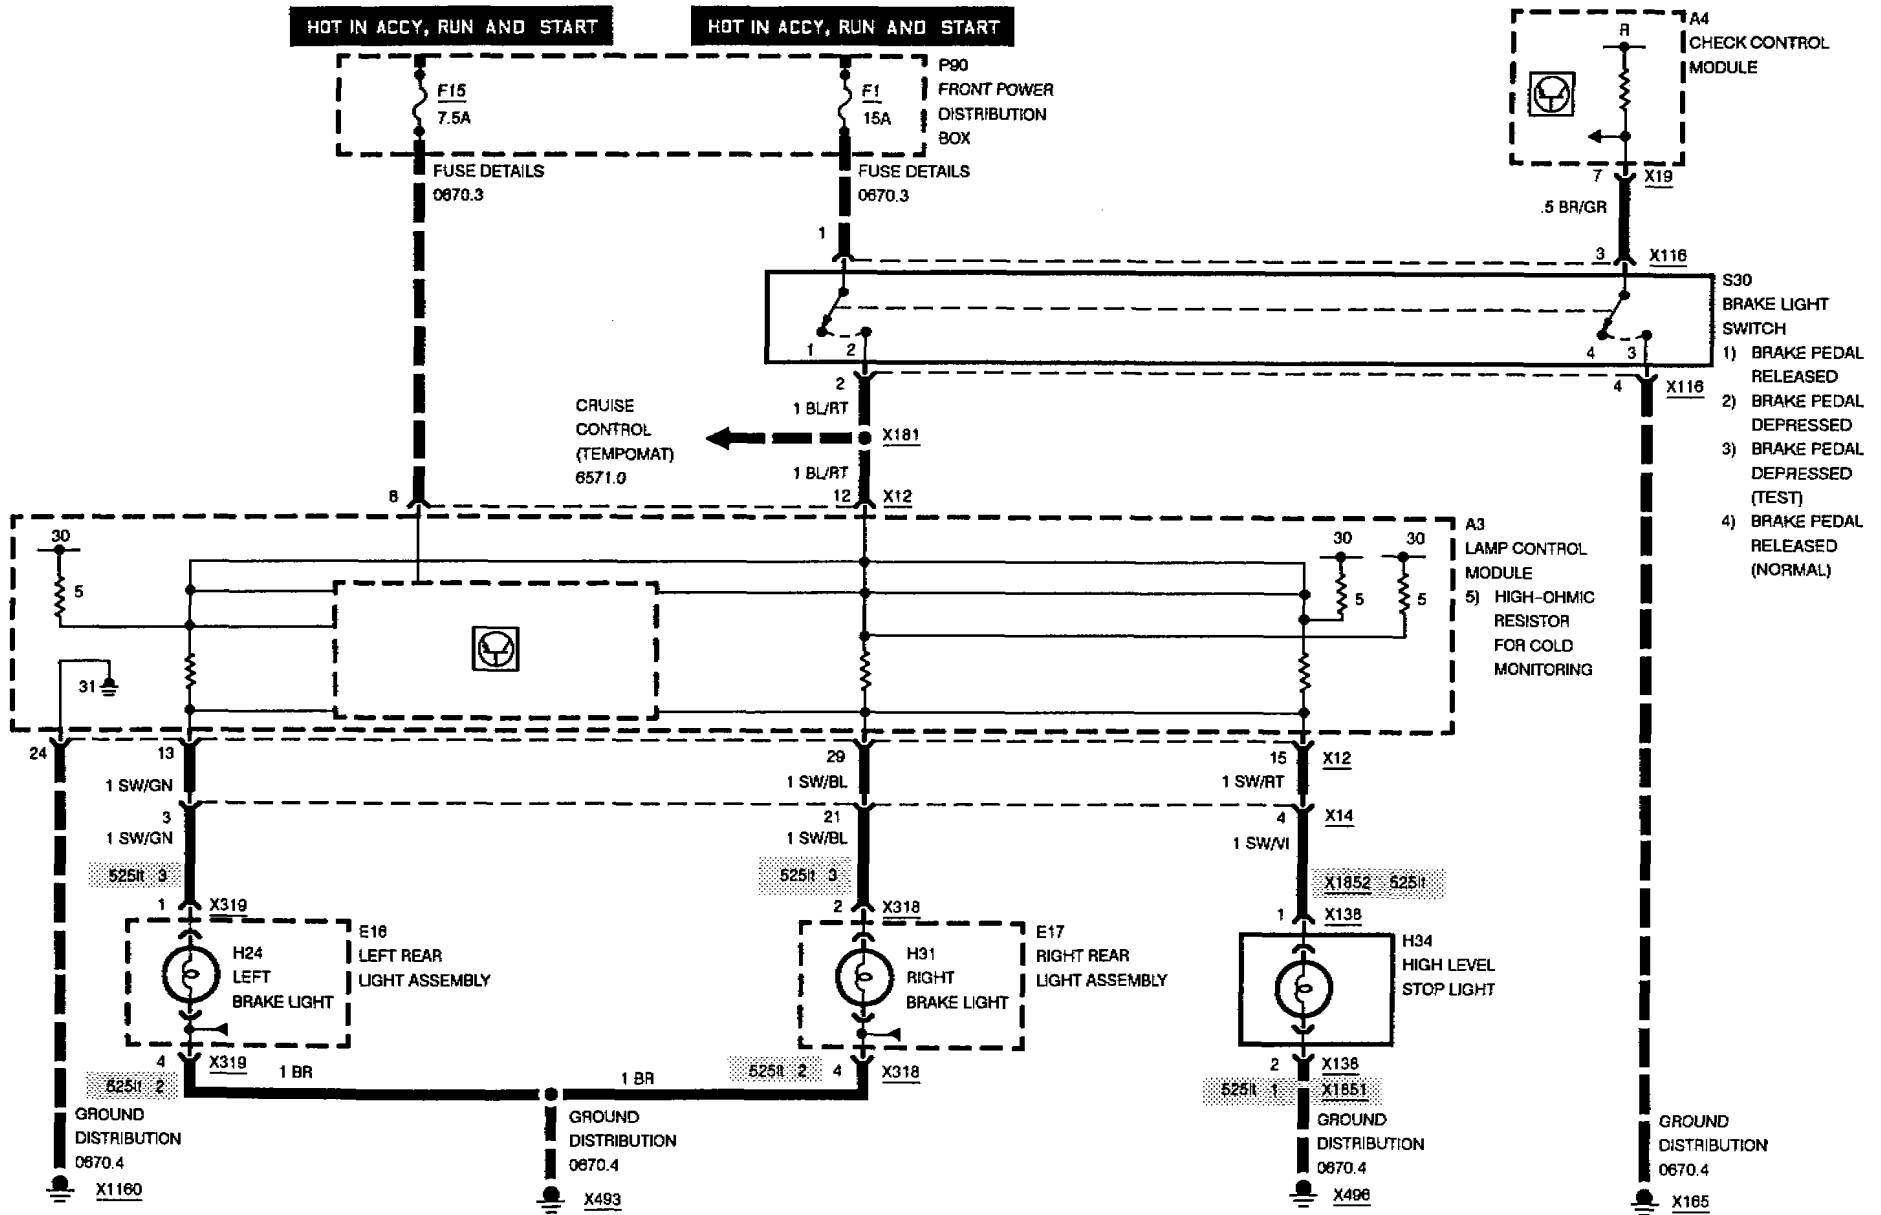 HOT IN ACCY, RUN AND START
HOT IN ACCY, RUN AND START
F15
7.5A
F1
15A
P90
FRONT POWER
DISTRIBUTION
BOX
R
A4
CHECK CONTROL
MODULE
FUSE DETAILS
0670.3
FUSE DETAILS
0670.3
7
X19
.5 BR/GR
1
3
X116
1
2
4
3
S30
BRAKE LIGHT
SWITCH
1) BRAKE PEDAL
RELEASED
2) BRAKE PEDAL
DEPRESSED
3) BRAKE PEDAL
DEPRESSED
(TEST)
4) BRAKE PEDAL
RELEASED
(NORMAL)
2
4
X116
1 BL/RT
CRUISE
CONTROL
(TEMPOMAT)
6571.0
X181
1 BL/RT
8
12
X12
30
5
31
30
5
30
5
A3
LAMP CONTROL
MODULE
5) HIGH-OHMIC
RESISTOR
FOR COLD
MONITORING
24
13
29
15
X12
1 SW/GN
1 SW/BL
1 SW/RT
3
21
4
X14
1 SW/GN
1 SW/BL
1 SW/VI
525it 3
525it 3
X1852 525it
1
X319
2
X318
1
X138
H24
LEFT
BRAKE LIGHT
E16
LEFT REAR
LIGHT ASSEMBLY
H31
RIGHT
BRAKE LIGHT
E17
RIGHT REAR
LIGHT ASSEMBLY
H34
HIGH LEVEL
STOP LIGHT
4
X319
525it 2
1 BR
1 BR
525it 2
4
X318
2
X138
525it 1
X1851
GROUND
DISTRIBUTION
0670.4
X1160
GROUND
DISTRIBUTION
0670.4
X493
GROUND
DISTRIBUTION
0670.4
X496
GROUND
DISTRIBUTION
0670.4
X165